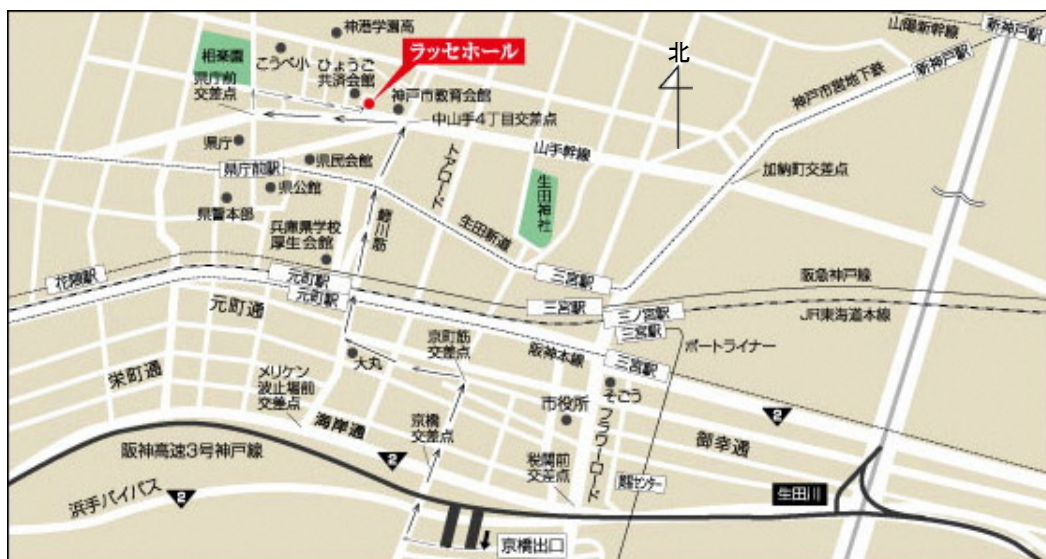 神港学園高
相楽園
こうべ小
ひょうご
共済会館
ラッセホール
神戸市教育会館
中山手4丁目交差点
県庁前
交差点
北
山陽新幹線
新神戸駅
新神戸駅
神戸市営地下鉄
山手幹線
加納町交差点
県庁
県民会館
県庁前駅
県公館
県警本部
兵庫県学校
厚生会館
鯉川筋
トアロード
生田神社
生田新道
三宮駅
花隈駅
元町駅
元町駅
三宮駅
三ノ宮駅
三宮駅
阪急神戸線
JR東海道本線
元町通
京町筋
交差点
阪神本線
三宮駅
ポートライナー
大丸
栄町通
メリケン
波止場前
交差点
海岸通
京橋
交差点
そごう
市役所
フラワーロード
御幸通
2
阪神高速3号神戸線
2
税関前
交差点
浜手バイパス
2
生田川
京橋出口